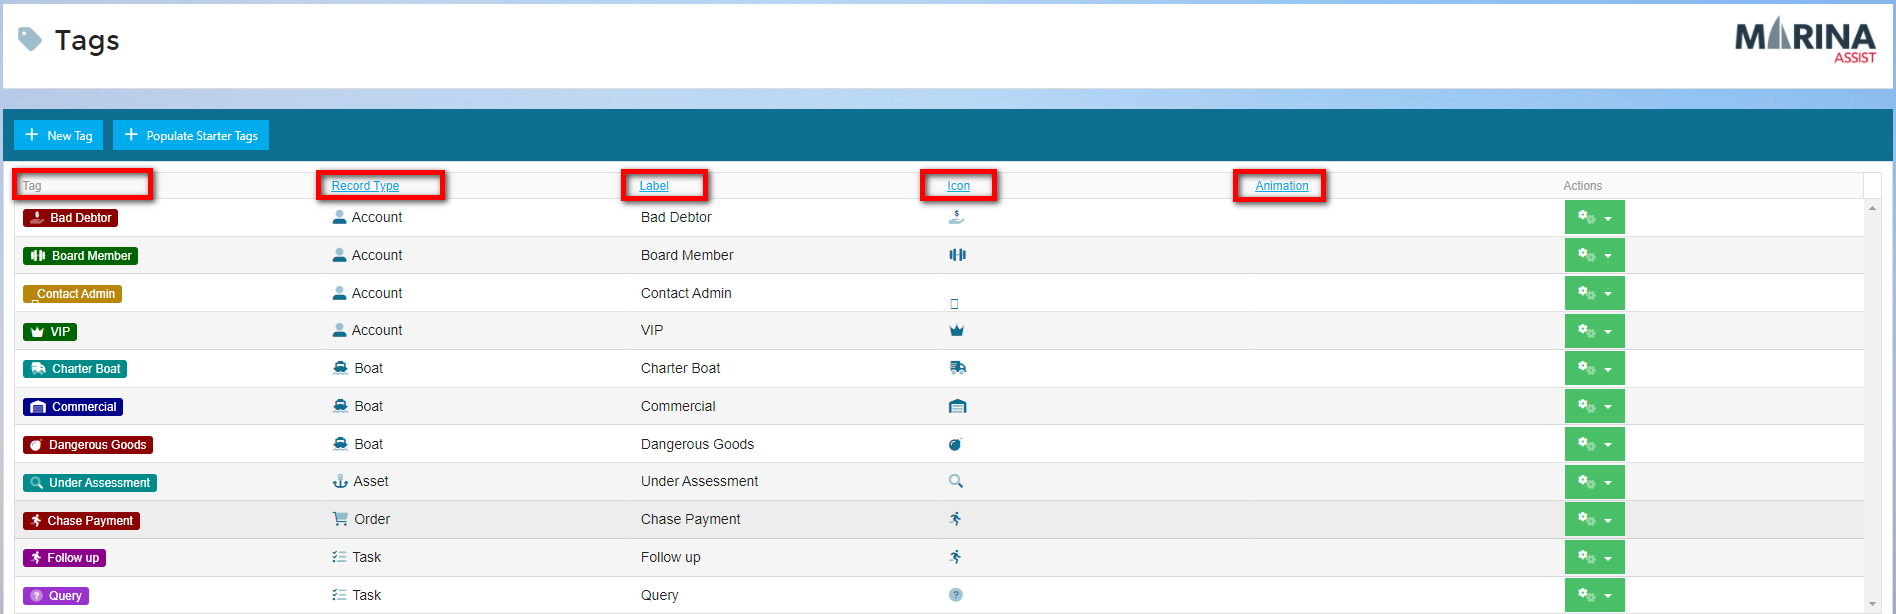 Tags
MARINA
ASSIST
New Tag
Populate Starter Tags
Tag Record Type Label Icon Animation Actions
Bad Debtor Account Bad Debtor
Board Member Account Board Member
Contact Admin Account Contact Admin
VIP Account VIP
Charter Boat Boat Charter Boat
Commercial Boat Commercial
Dangerous Goods Boat Dangerous Goods
Under Assessment Asset Under Assessment
Chase Payment Order Chase Payment
Follow up Task Follow up
Query Task Query